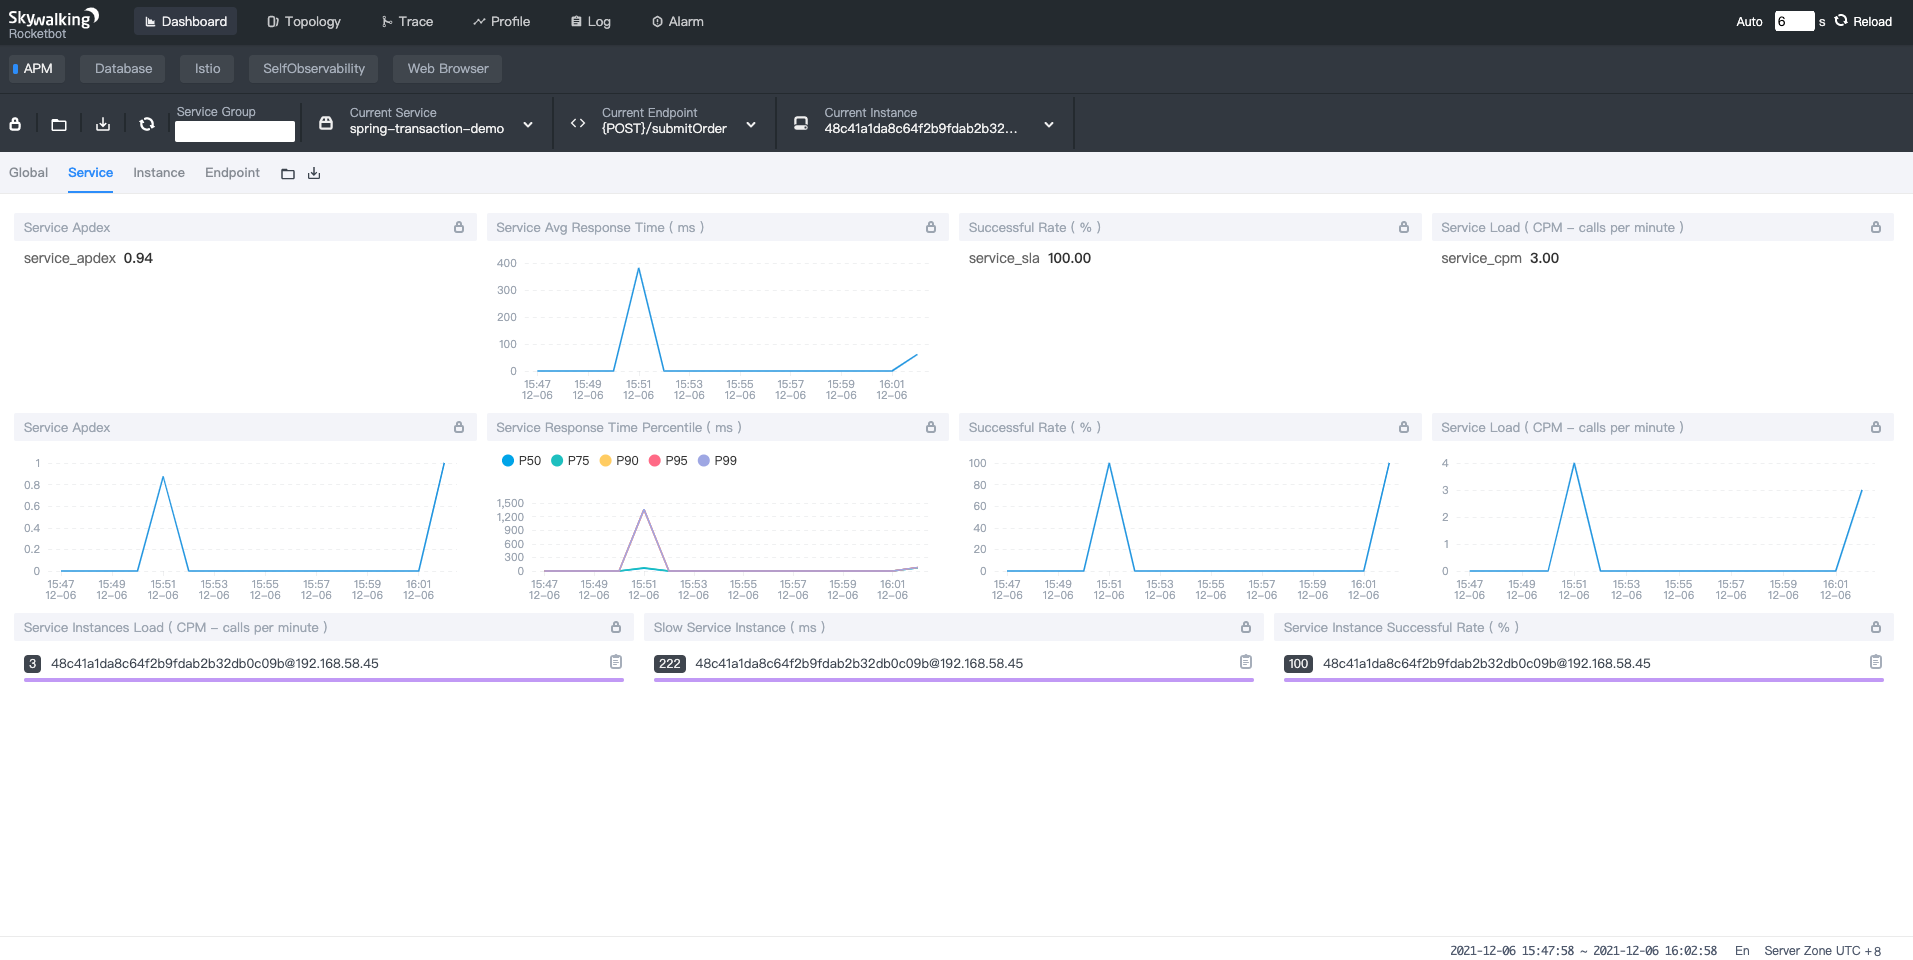 Skywalking
Rocketbot
Dashboard Topology Trace Profile Log Alarm
Auto 6 s Reload
APM Database Istio SelfObservability Web Browser
Service Group
Current Service
spring-transaction-demo
Current Endpoint
{POST}/submitOrder
Current Instance
48c41a1da8c64f2b9fdab2b32...
Global Service Instance Endpoint
Service Apdex
service_apdex 0.94
Service Avg Response Time ( ms )
400
300
200
100
0
15:47 15:49 15:51 15:53 15:55 15:57 15:59 16:01
12-06 12-06 12-06 12-06 12-06 12-06 12-06 12-06
Successful Rate ( % )
service_sla 100.00
Service Load ( CPM - calls per minute )
service_cpm 3.00
Service Apdex
1
0.8
0.6
0.4
0.2
0
15:47 15:49 15:51 15:53 15:55 15:57 15:59 16:01
12-06 12-06 12-06 12-06 12-06 12-06 12-06 12-06
Service Response Time Percentile ( ms )
P50 P75 P90 P95 P99
1,500
1,200
900
600
300
0
15:47 15:49 15:51 15:53 15:55 15:57 15:59 16:01
12-06 12-06 12-06 12-06 12-06 12-06 12-06 12-06
Successful Rate ( % )
100
80
60
40
20
0
15:47 15:49 15:51 15:53 15:55 15:57 15:59 16:01
12-06 12-06 12-06 12-06 12-06 12-06 12-06 12-06
Service Load ( CPM - calls per minute )
4
3
2
1
0
15:47 15:49 15:51 15:53 15:55 15:57 15:59 16:01
12-06 12-06 12-06 12-06 12-06 12-06 12-06 12-06
Service Instances Load ( CPM - calls per minute )
3 48c41a1da8c64f2b9fdab2b32db0c09b@192.168.58.45
Slow Service Instance ( ms )
222 48c41a1da8c64f2b9fdab2b32db0c09b@192.168.58.45
Service Instance Successful Rate ( % )
100 48c41a1da8c64f2b9fdab2b32db0c09b@192.168.58.45
2021-12-06 15:47:58 ~ 2021-12-06 16:02:58 En Server Zone UTC +8